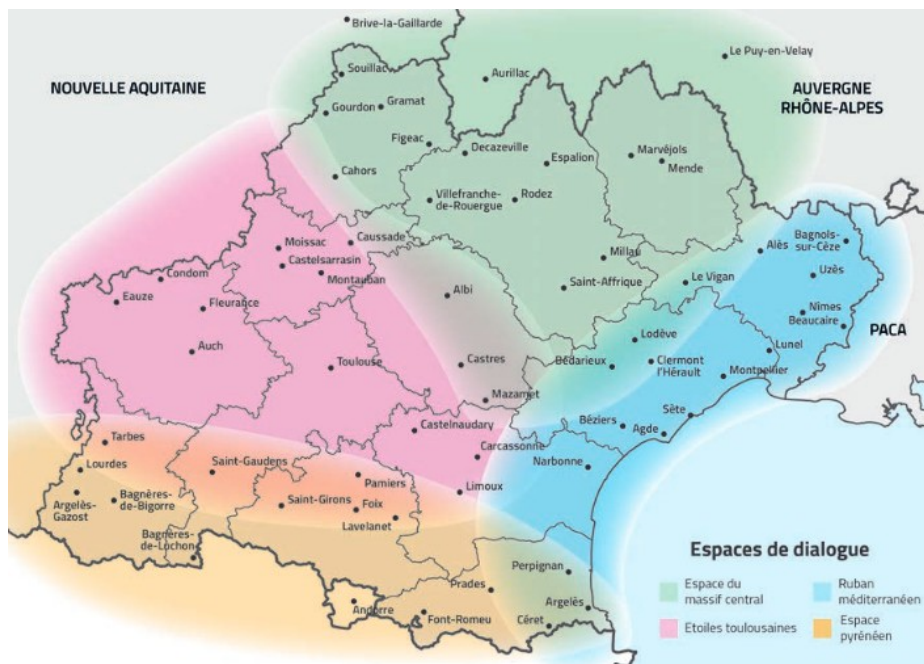 Brive-la-Gaillarde
Le Puy-en-Velay
NOUVELLE AQUITAINE
Souillac
Aurillac
AUVERGNE
RHÔNE-ALPES
Gourdon
Gramat
Figeac
Decazeville
Espalion
Marvéjols
Mende
Cahors
Villefranche-
de-Rouergue
Rodez
Moissac
Caussade
Castelsarrasin
Montauban
Millau
Alès
Bagnols-
sur-Cèze
Condom
Saint-Affrique
Le Vigan
Uzès
Eauze
Fleurance
Albi
Nîmes
Beaucaire
PACA
Auch
Toulouse
Castres
Bédarieux
Lodève
Clermont
l'Hérault
Lunel
Montpellier
Mazamet
Castelnaudary
Béziers
Sète
Agde
Tarbes
Carcassonne
Narbonne
Lourdes
Saint-Gaudens
Pamiers
Limoux
Argelès-
Gazost
Bagnères-
de-Bigorre
Saint-Girons
Foix
Lavelanet
Bagnères-
de-Luchon
Perpignan
Prades
Argelès
Andorre
Font-Romeu
Céret
Espaces de dialogue
Espace du
massif central
Ruban
méditerranéen
Etoiles toulousaines
Espace
pyrénéen